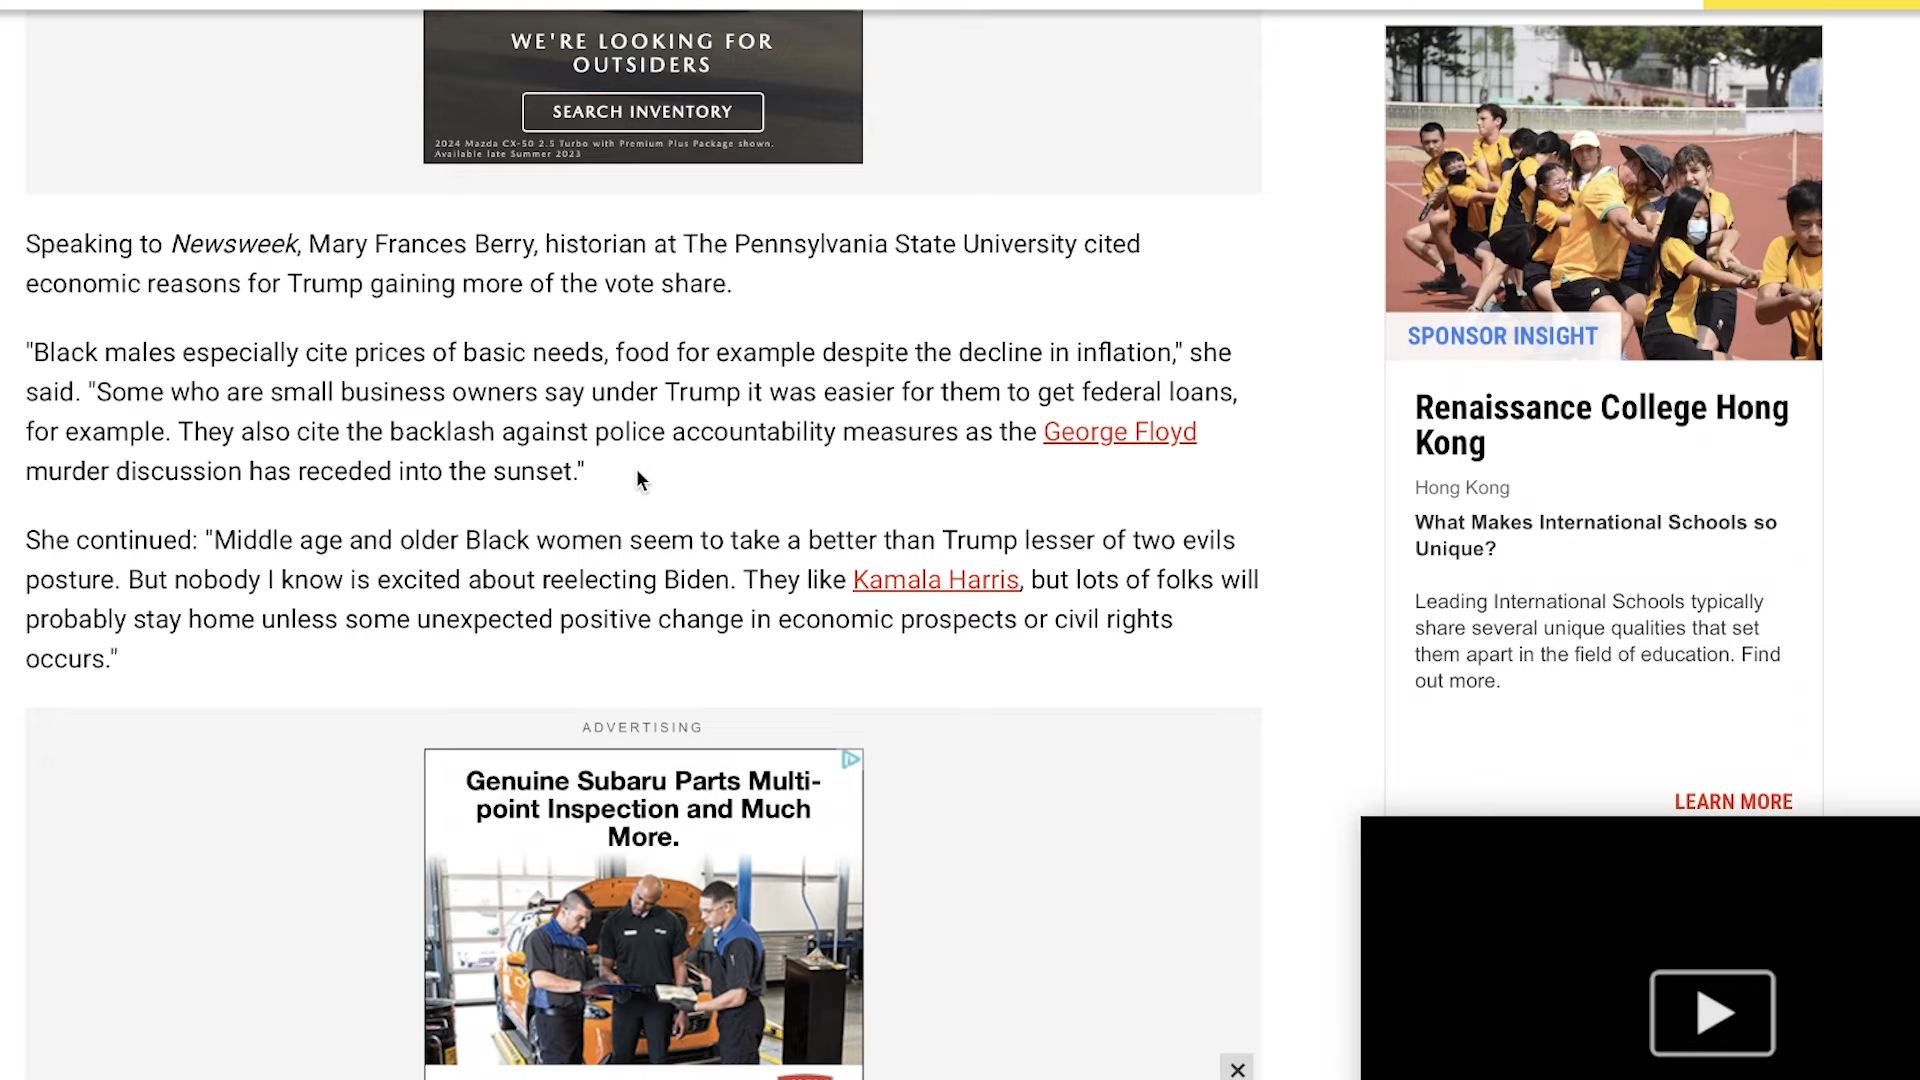 WE'RE LOOKING FOR
OUTSIDERS
SEARCH INVENTORY
2024 Mazda CX-50 2.5 Turbo with Premium Plus Package shown.
Available late Summer 2023
Speaking to Newsweek, Mary Frances Berry, historian at The Pennsylvania State University cited
economic reasons for Trump gaining more of the vote share.
"Black males especially cite prices of basic needs, food for example despite the decline in inflation," she
said. "Some who are small business owners say under Trump it was easier for them to get federal loans,
for example. They also cite the backlash against police accountability measures as the George Floyd
murder discussion has receded into the sunset."
She continued: "Middle age and older Black women seem to take a better than Trump lesser of two evils
posture. But nobody I know is excited about reelecting Biden. They like Kamala Harris, but lots of folks will
probably stay home unless some unexpected positive change in economic prospects or civil rights
occurs."
ADVERTISING
Genuine Subaru Parts Multi-
point Inspection and Much
More.
SPONSOR INSIGHT
Renaissance College Hong
Kong
Hong Kong
What Makes International Schools so
Unique?
Leading International Schools typically
share several unique qualities that set
them apart in the field of education. Find
out more.
LEARN MORE